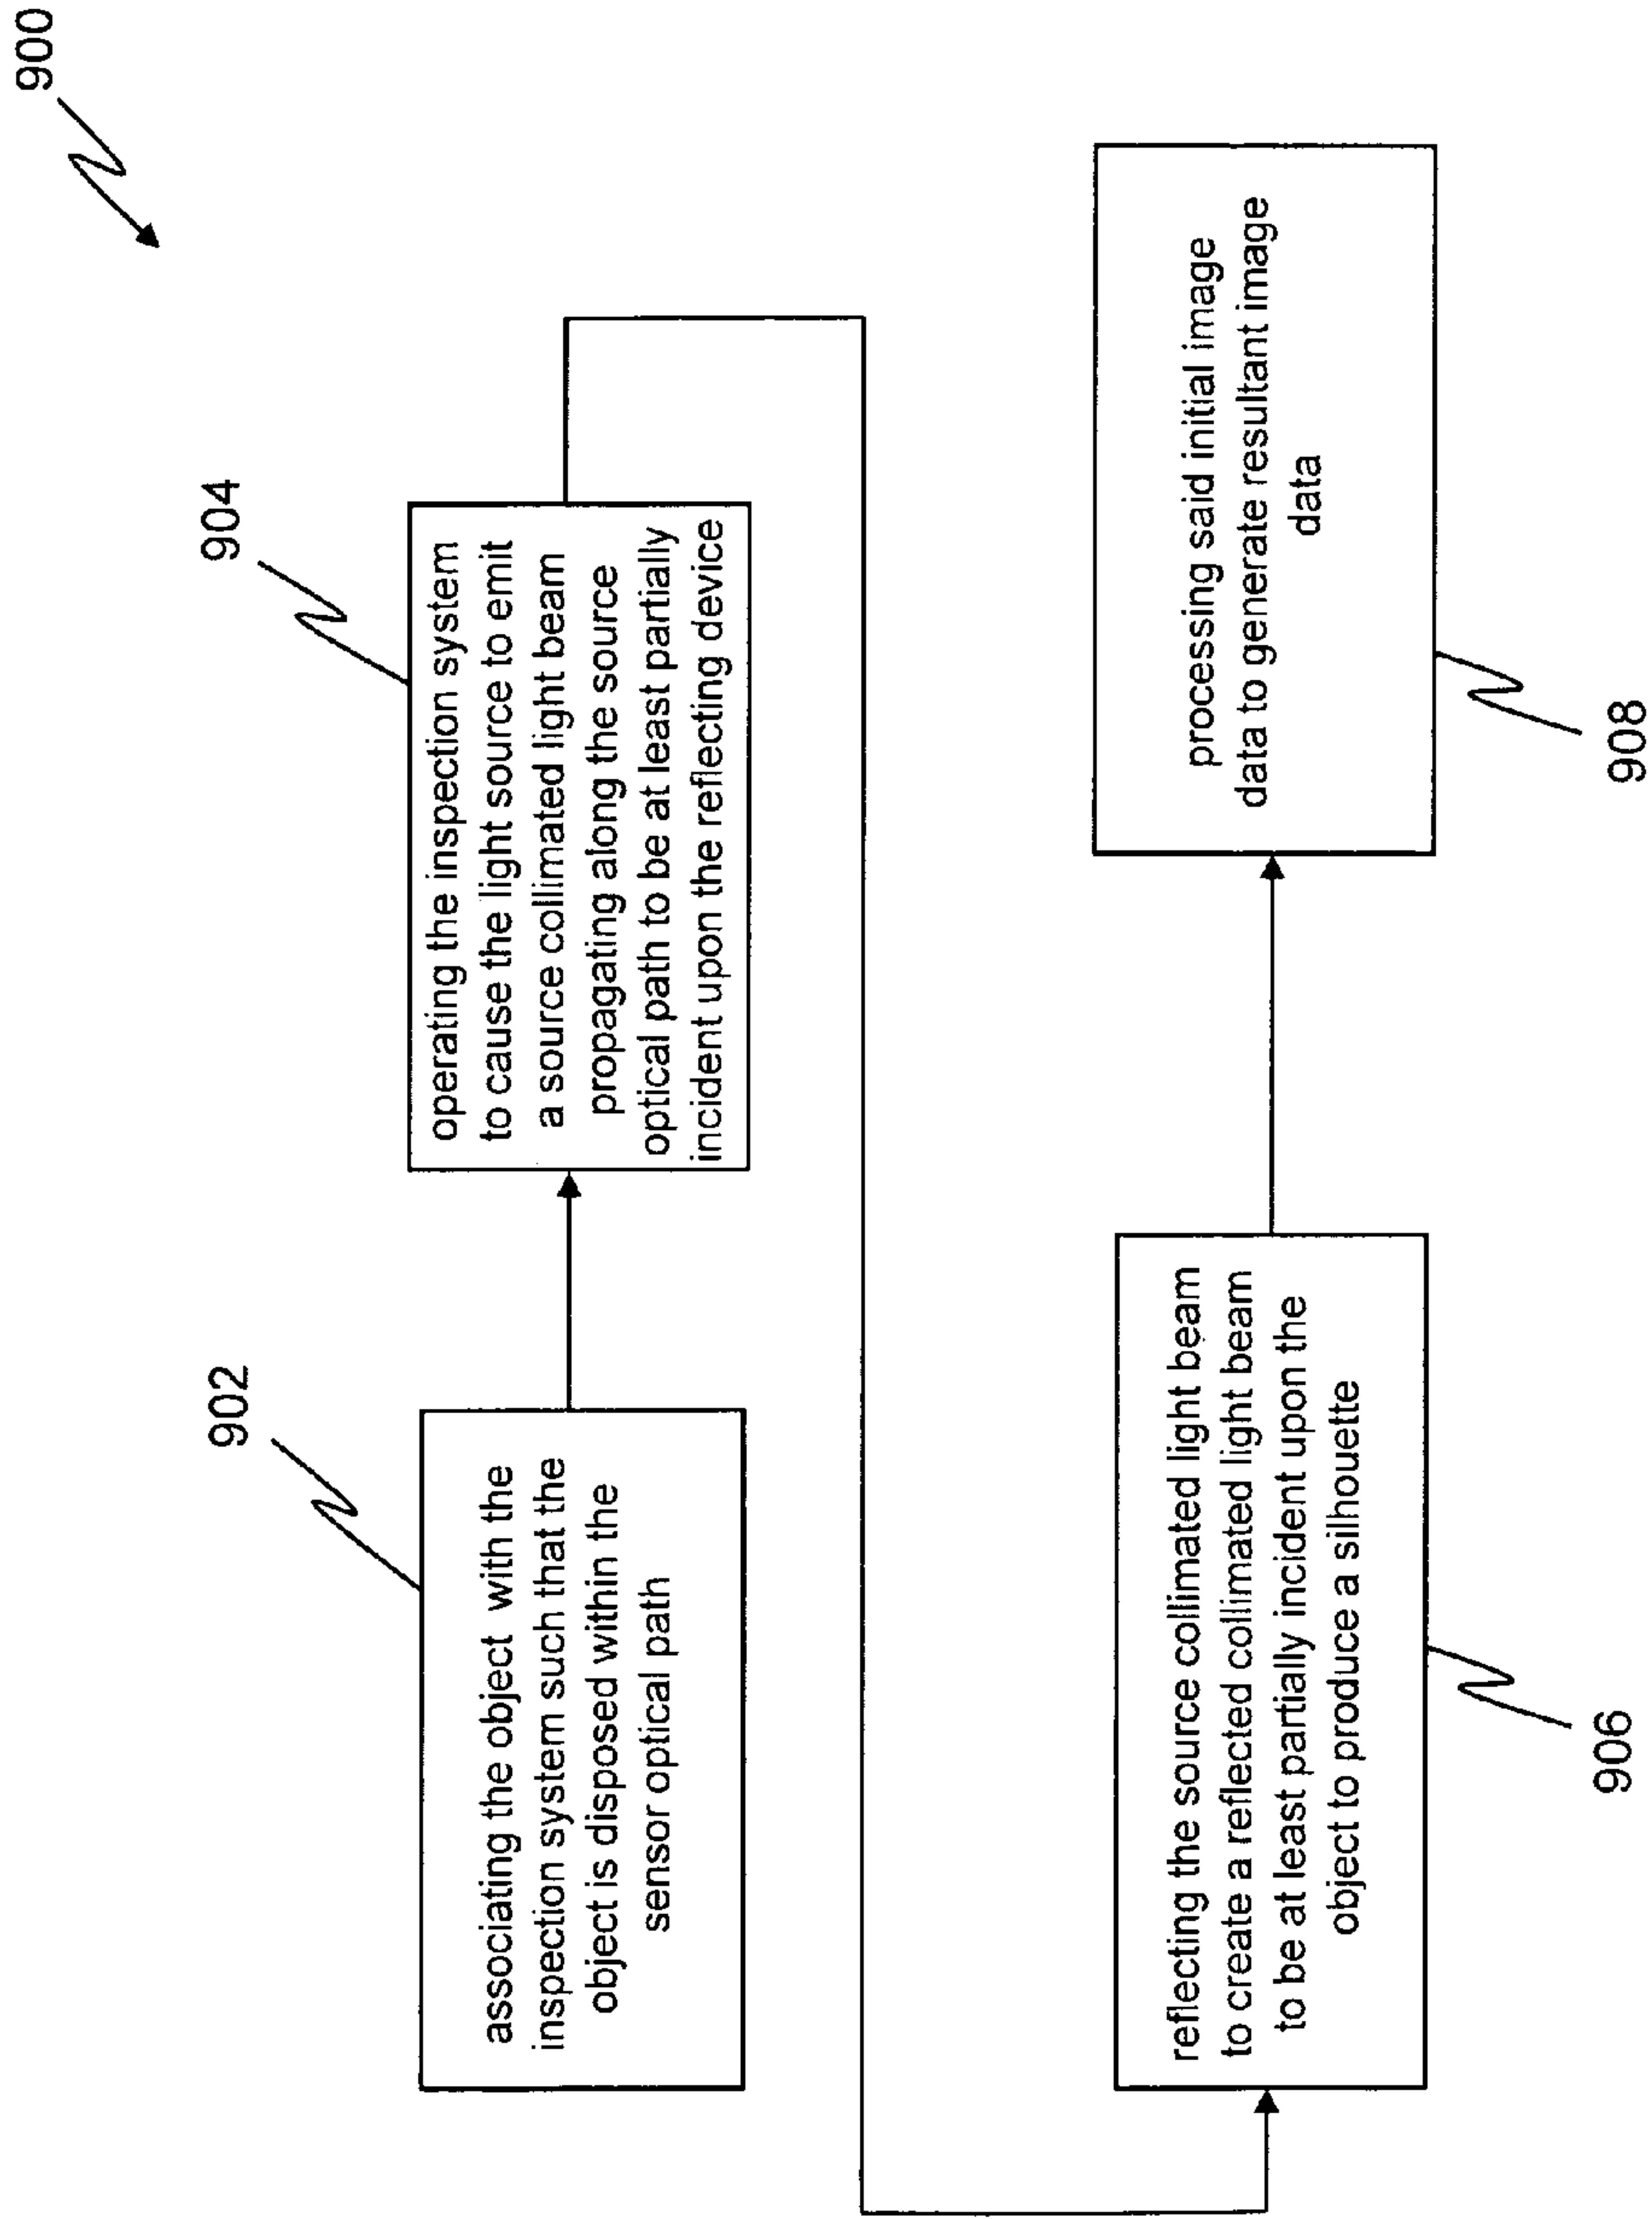 900
902
associating the object with the
inspection system such that the
object is disposed within the
sensor optical path
904
operating the inspection system
to cause the light source to emit
a source collimated light beam
propagating along the source
optical path to be at least partially
incident upon the reflecting device
reflecting the source collimated light beam
to create a reflected collimated light beam
to be at least partially incident upon the
object to produce a silhouette
906
processing said initial image
data to generate resultant image
data
908